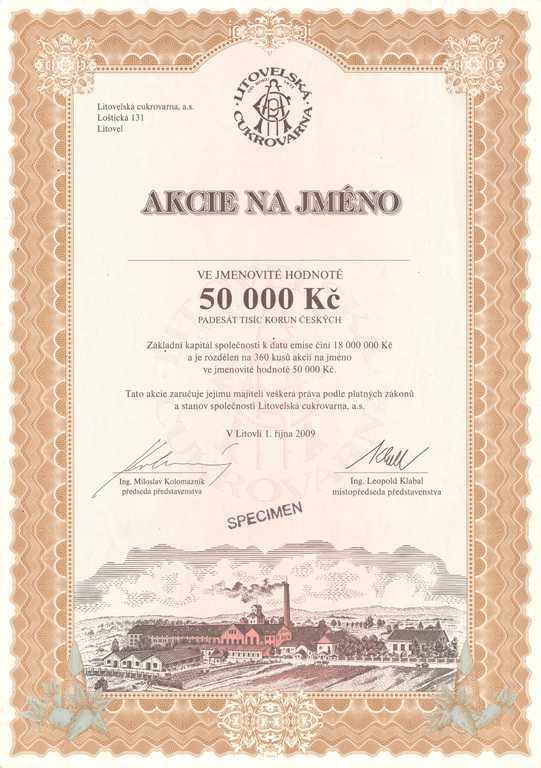 Litovelská cukrovarna, a.s.
Loštická 131
Litovel
LITOVELSKÁ
CUKROVARNA
AKCIE NA JMÉNO
VE JMENOVITÉ HODNOTĚ
50 000 Kč
PADESÁT TISÍC KORUN ČESKÝCH
Základní kapitál společnosti k datu emise činí 18 000 000 Kč
a je rozdělen na 360 kusů akcií na jméno
ve jmenovité hodnotě 50 000 Kč.
Tato akcie zaručuje jejímu majiteli veškerá práva podle platných zákonů
a stanov společnosti Litovelská cukrovarna, a.s.
V Litovli 1. října 2009
Ing. Miloslav Kolomazník
předseda představenstva
Ing. Leopold Klabal
místopředseda představenstva
SPECIMEN